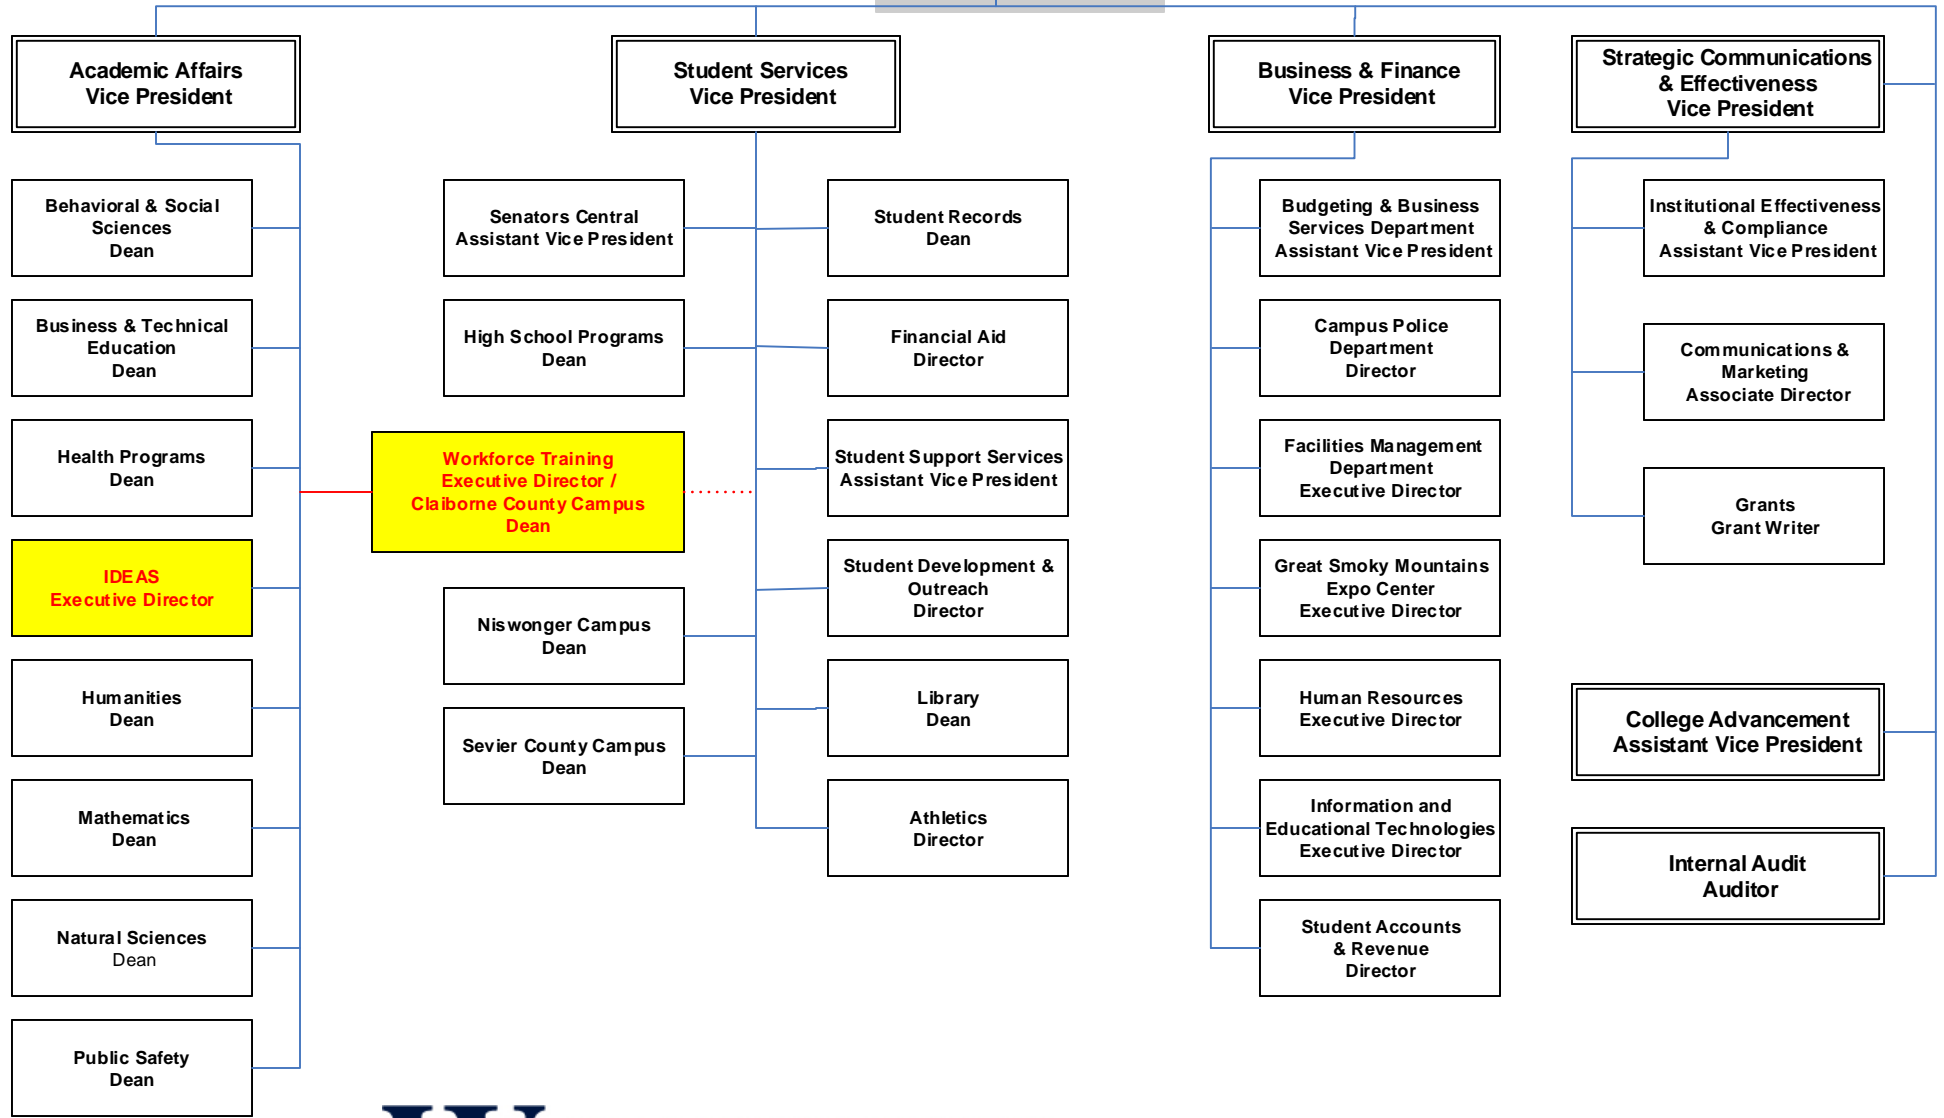 Academic Affairs
Vice President
Student Services
Vice President
Business & Finance
Vice President
Strategic Communications
& Effectiveness
Vice President
Behavioral & Social
Sciences
Dean
Business & Technical
Education
Dean
Health Programs
Dean
IDEAS
Executive Director
Humanities
Dean
Mathematics
Dean
Natural Sciences
Dean
Public Safety
Dean
Senators Central
Assistant Vice President
High School Programs
Dean
Workforce Training
Executive Director /
Claiborne County Campus
Dean
Niswonger Campus
Dean
Sevier County Campus
Dean
Student Records
Dean
Financial Aid
Director
Student Support Services
Assistant Vice President
Student Development &
Outreach
Director
Library
Dean
Athletics
Director
Budgeting & Business
Services Department
Assistant Vice President
Campus Police
Department
Director
Facilities Management
Department
Executive Director
Great Smoky Mountains
Expo Center
Executive Director
Human Resources
Executive Director
Information and
Educational Technologies
Executive Director
Student Accounts
& Revenue
Director
Institutional Effectiveness
& Compliance
Assistant Vice President
Communications &
Marketing
Associate Director
Grants
Grant Writer
College Advancement
Assistant Vice President
Internal Audit
Auditor